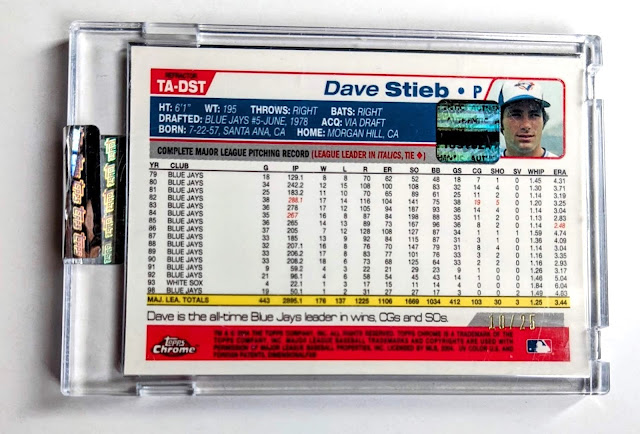 REFRACTOR
TA-DST
Dave Stieb • P
HT: 6'1" WT: 195 THROWS: RIGHT BATS: RIGHT
DRAFTED: BLUE JAYS #5-JUNE, 1978 ACQ: VIA DRAFT
BORN: 7-22-57, SANTA ANA, CA HOME: MORGAN HILL, CA
COMPLETE MAJOR LEAGUE PITCHING RECORD (LEAGUE LEADER IN ITALICS, TIE ♦)
YR CLUB G IP W L R ER SO BB GS CG SHO SV WHIP ERA
79 BLUE JAYS 18 129.1 8 8 70 62 52 48 18 7 1 0 1.45 4.31
80 BLUE JAYS 34 242.2 12 15 108 100 108 83 32 14 4 0 1.30 3.71
81 BLUE JAYS 25 183.2 11 10 70 65 89 61 25 11 2 0 1.14 3.19
82 BLUE JAYS 38 288.1 17 14 116 104 141 75 38 19 5 0 1.20 3.25
83 BLUE JAYS 36 278 17 12 105 94 187 93 36 14 4 0 1.14 3.04
84 BLUE JAYS 35 267 16 8 87 84 198 88 35 11 2 0 1.13 2.83
85 BLUE JAYS 36 265 14 13 89 73 167 96 36 8 2 0 1.14 2.48
86 BLUE JAYS 37 205 7 12 128 108 127 87 34 1 1 1 1.59 4.74
87 BLUE JAYS 33 185 13 9 92 84 115 87 31 3 1 0 1.36 4.09
88 BLUE JAYS 32 207.1 16 8 76 70 147 79 31 8 4 0 1.14 3.04
89 BLUE JAYS 33 206.2 17 8 83 77 101 76 33 3 2 0 3.35
90 BLUE JAYS 33 208.2 18 6 73 68 125 64 33 2 2 0 1.16 2.93
91 BLUE JAYS 9 59.2 4 3 22 21 29 23 9 1 0 0 3.17
92 BLUE JAYS 21 96.1 4 6 58 54 45 43 14 1 0 0 5.04
93 WHITE SOX 4 22.1 1 3 17 15 11 14 4 0 0 0 6.04
98 BLUE JAYS 19 50.1 1 2 31 27 27 17 3 0 0 2 4.83
MAJ. LEA. TOTALS 443 2895.1 176 137 1225 1106 1669 1034 412 103 30 3 1.25 3.44
Dave is the all-time Blue Jays leader in wins, CGs and SOs.
10/25
Topps
Chrome